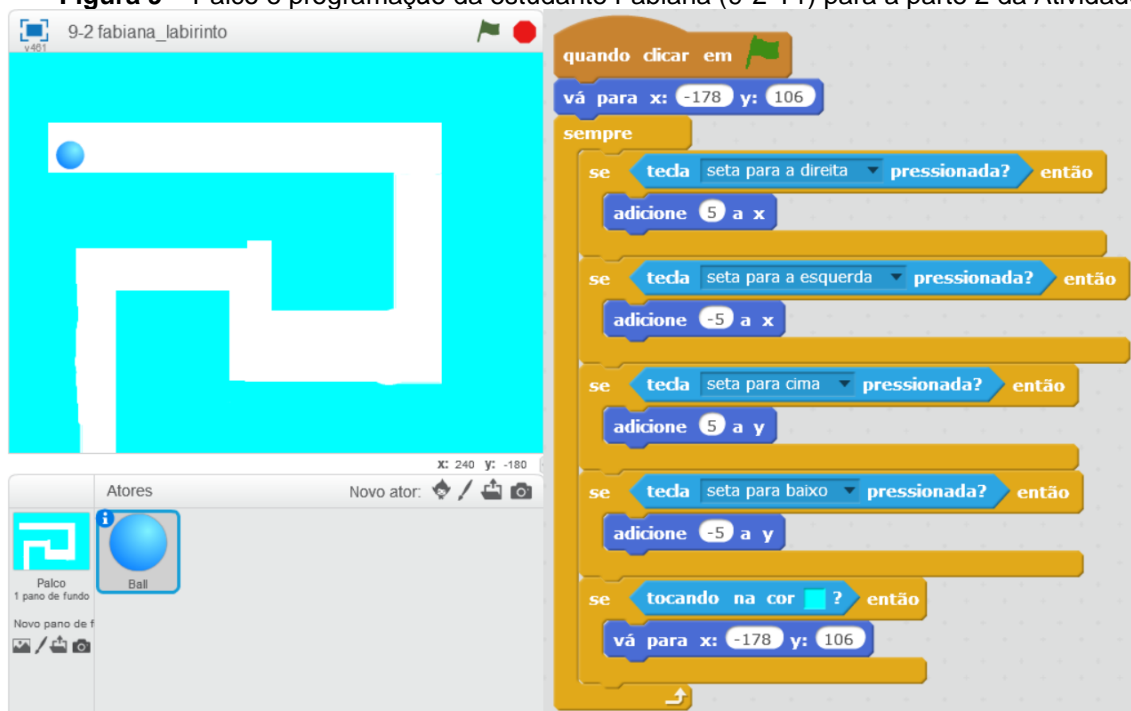 Figura 9 – Palco e programação da estudante Fabiana (9-2-14) para a parte 2 da Atividade
9-2 fabiana_labirinto
v461
x: 240 y: -180
Atores
Novo ator:
Palco
1 pano de fundo
Novo pano de f
Ball
quando clicar em
vá para x: -178 y: 106
sempre
se tecla seta para a direita pressionada? então
adicione 5 a x
se tecla seta para a esquerda pressionada? então
adicione -5 a x
se tecla seta para cima pressionada? então
adicione 5 a y
se tecla seta para baixo pressionada? então
adicione -5 a y
se tocando na cor ? então
vá para x: -178 y: 106